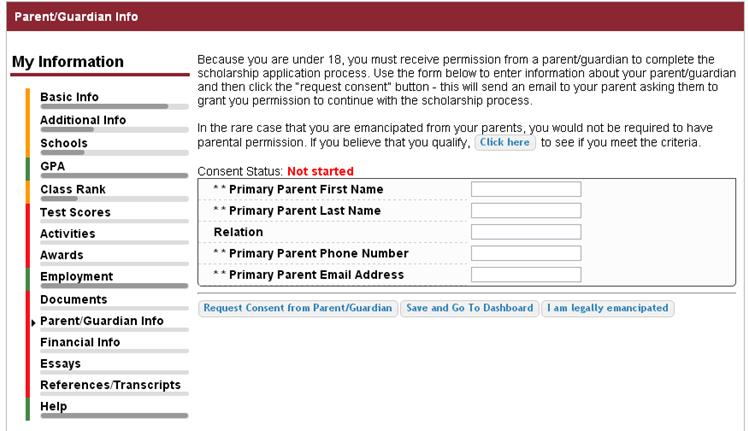 Parent/Guardian Info
My Information
Basic Info
Additional Info
Schools
GPA
Class Rank
Test Scores
Activities
Awards
Employment
Documents
Parent/Guardian Info
Financial Info
Essays
References/Transcripts
Help
Because you are under 18, you must receive permission from a parent/guardian to complete the
scholarship application process. Use the form below to enter information about your parent/guardian
and then click the "request consent" button - this will send an email to your parent asking them to
grant you permission to continue with the scholarship process.
In the rare case that you are emancipated from your parents, you would not be required to have
parental permission. If you believe that you qualify, Click here to see if you meet the criteria.
Consent Status: Not started
** Primary Parent First Name
** Primary Parent Last Name
Relation
** Primary Parent Phone Number
** Primary Parent Email Address
Request Consent from Parent/Guardian Save and Go To Dashboard I am legally emancipated